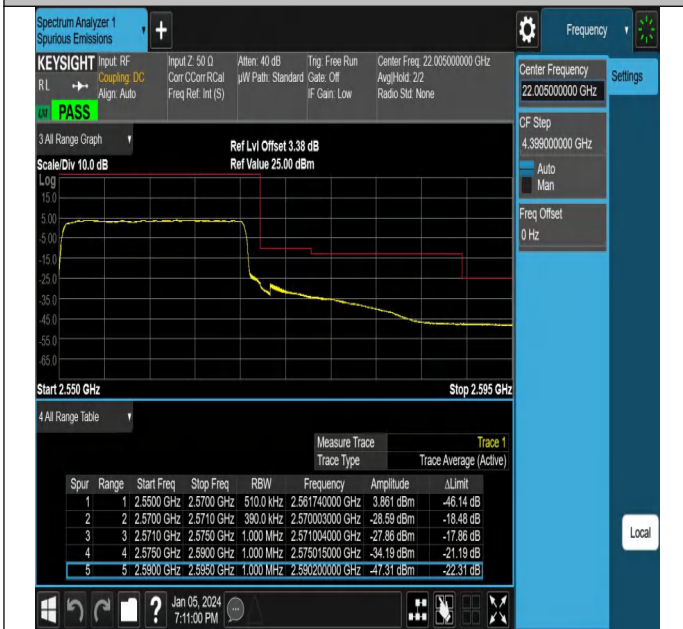 Spectrum Analyzer 1
Spurious Emissions
+
Frequency
KEYSIGHT
RL
Input: RF
Coupling: DC
Align: Auto
Input Z: 50 Ω
Corr CCorr RCal
Freq Ref: Int (S)
Atten: 40 dB
µW Path: Standard
Trig: Free Run
Gate: Off
IF Gain: Low
Center Freq: 22.005000000 GHz
Avg|Hold: 2/2
Radio Std: None
PASS
Center Frequency
22.005000000 GHz
Settings
CF Step
4.399000000 GHz
Auto
Man
Freq Offset
0 Hz
3 All Range Graph
Ref Lvl Offset 3.38 dB
Scale/Div 10.0 dB
Ref Value 25.00 dBm
Log
15.0
5.00
-5.00
-15.0
-25.0
-35.0
-45.0
-55.0
-65.0
Start 2.550 GHz
Stop 2.595 GHz
4 All Range Table
Measure Trace Trace 1
Trace Type Trace Average (Active)
Spur Range Start Freq Stop Freq RBW Frequency Amplitude ΔLimit
1 1 2.5500 GHz 2.5700 GHz 510.0 kHz 2.561740000 GHz 3.861 dBm -46.14 dB
2 2 2.5700 GHz 2.5710 GHz 390.0 kHz 2.570003000 GHz -28.59 dBm -18.48 dB
3 3 2.5710 GHz 2.5750 GHz 1.000 MHz 2.571004000 GHz -27.86 dBm -17.86 dB
4 4 2.5750 GHz 2.5900 GHz 1.000 MHz 2.575015000 GHz -34.19 dBm -21.19 dB
5 5 2.5900 GHz 2.5950 GHz 1.000 MHz 2.590200000 GHz -47.31 dBm -22.31 dB
Local
?
Jan 05, 2024
7:11:00 PM